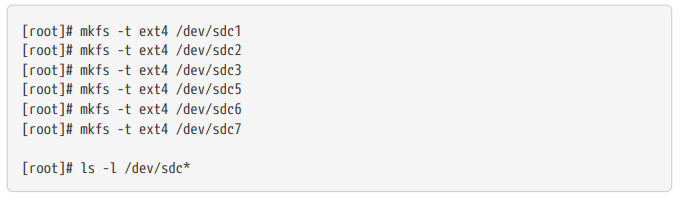 [root]# mkfs -t ext4 /dev/sdc1
[root]# mkfs -t ext4 /dev/sdc2
[root]# mkfs -t ext4 /dev/sdc3
[root]# mkfs -t ext4 /dev/sdc5
[root]# mkfs -t ext4 /dev/sdc6
[root]# mkfs -t ext4 /dev/sdc7

[root]# ls -l /dev/sdc*